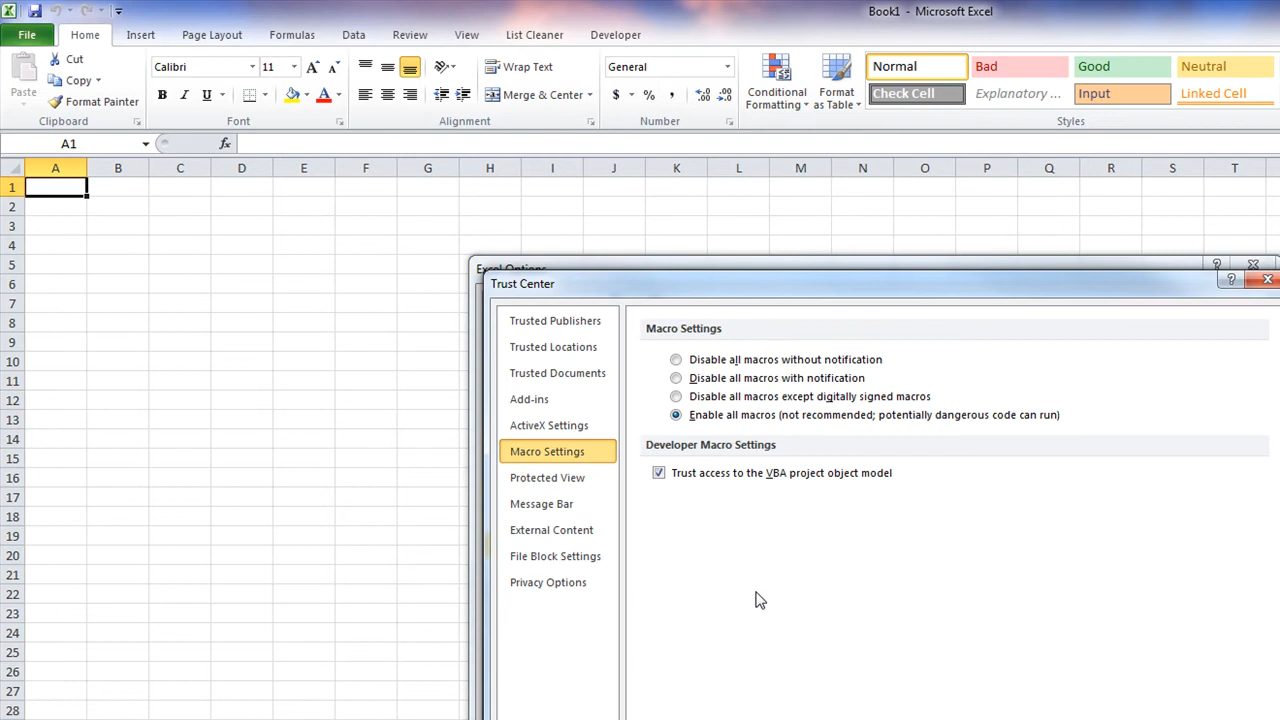 Book1 - Microsoft Excel
File Home Insert Page Layout Formulas Data Review View List Cleaner Developer
Paste
Cut
Copy
Format Painter
Clipboard
Calibri 11 A A
B I U A
Font
Wrap Text
Merge & Center
Alignment
General
$ % , .00 .0
Number
Conditional Formatting
Format as Table
Normal Bad Good Neutral
Check Cell Explanatory ... Input Linked Cell
Styles
A1 fx
A B C D E F G H I J K L M N O P Q R S T
1
2
3
4
5
6
7
8
9
10
11
12
13
14
15
16
17
18
19
20
21
22
23
24
25
26
27
28
Excel Options
Trust Center
Trusted Publishers
Trusted Locations
Trusted Documents
Add-ins
ActiveX Settings
Macro Settings
Protected View
Message Bar
External Content
File Block Settings
Privacy Options
Macro Settings
Disable all macros without notification
Disable all macros with notification
Disable all macros except digitally signed macros
Enable all macros (not recommended; potentially dangerous code can run)
Developer Macro Settings
Trust access to the VBA project object model